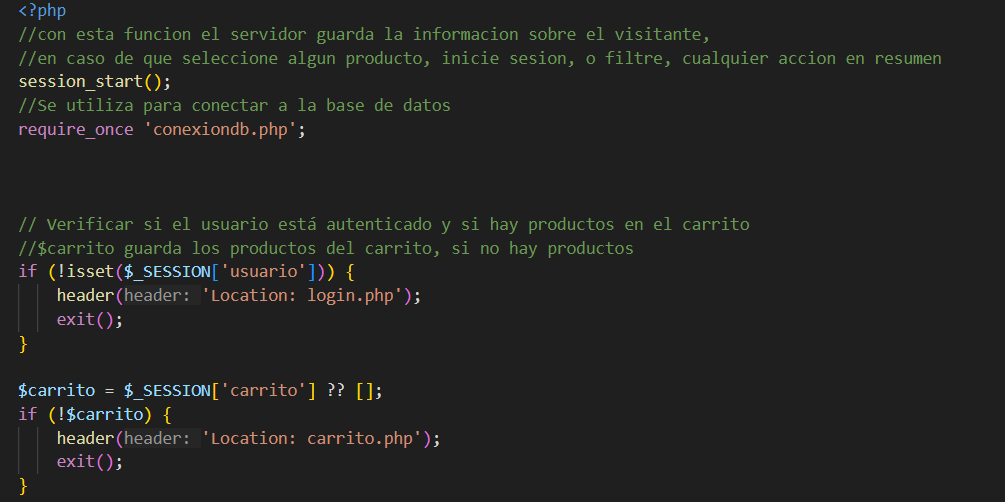 <?php
//con esta funcion el servidor guarda la informacion sobre el visitante,
//en caso de que seleccione algun producto, inicie sesion, o filtre, cualquier accion en resumen
session_start();
//Se utiliza para conectar a la base de datos
require_once 'conexiondb.php';
// Verificar si el usuario está autenticado y si hay productos en el carrito
//$carrito guarda los productos del carrito, si no hay productos
if (!isset($_SESSION['usuario'])) {
    header(header: 'Location: login.php');
    exit();
}
$carrito = $_SESSION['carrito'] ?? [];
if (!$carrito) {
    header(header: 'Location: carrito.php');
    exit();
}